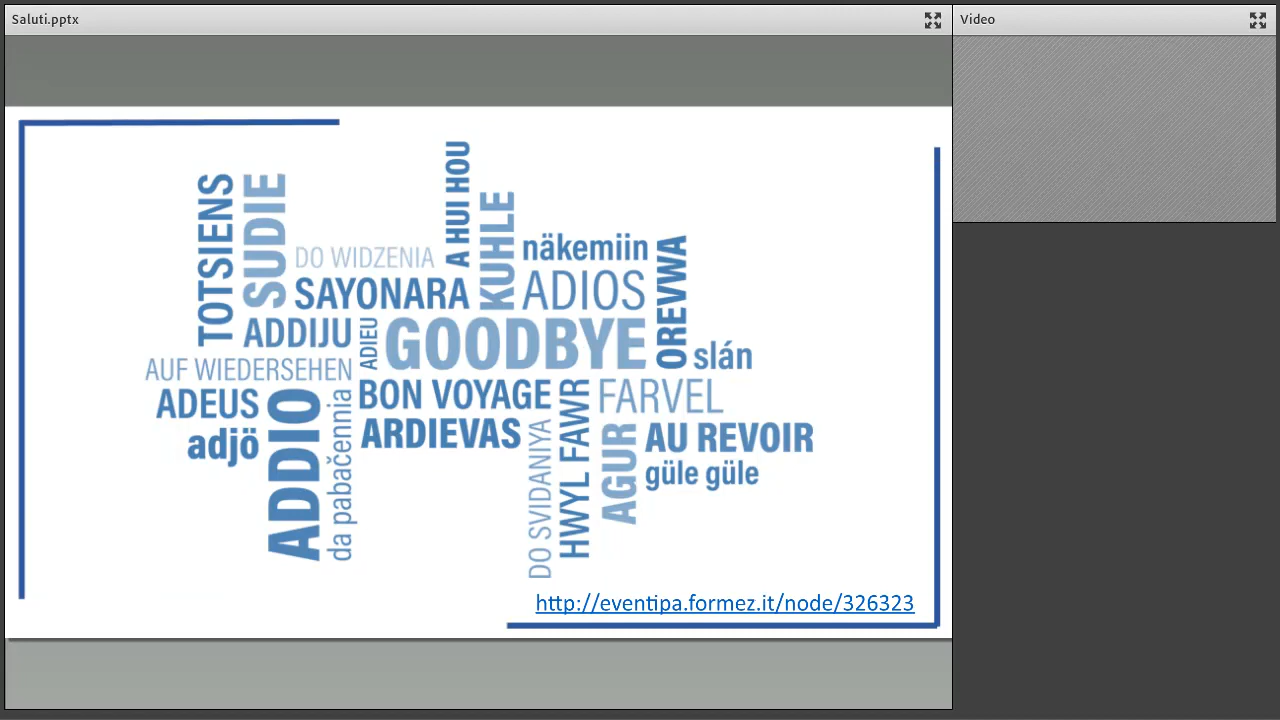 Saluti.pptx
Video
TOTSIENS
SUDIE
A HUI HOU
KUHLE
DO WIDZENIA
näkemiin
OREVWA
SAYONARA
ADIOS
ADDIJU
ADIEU
GOODBYE
slán
AUF WIEDERSEHEN
ADEUS
BON VOYAGE
FARVEL
adjö
ADDIO
da pabačennia
ARDIEVAS
DO SVIDANIYA
HWYL FAWR
AGUR
AU REVOIR
güle güle
http://eventipa.formez.it/node/326323